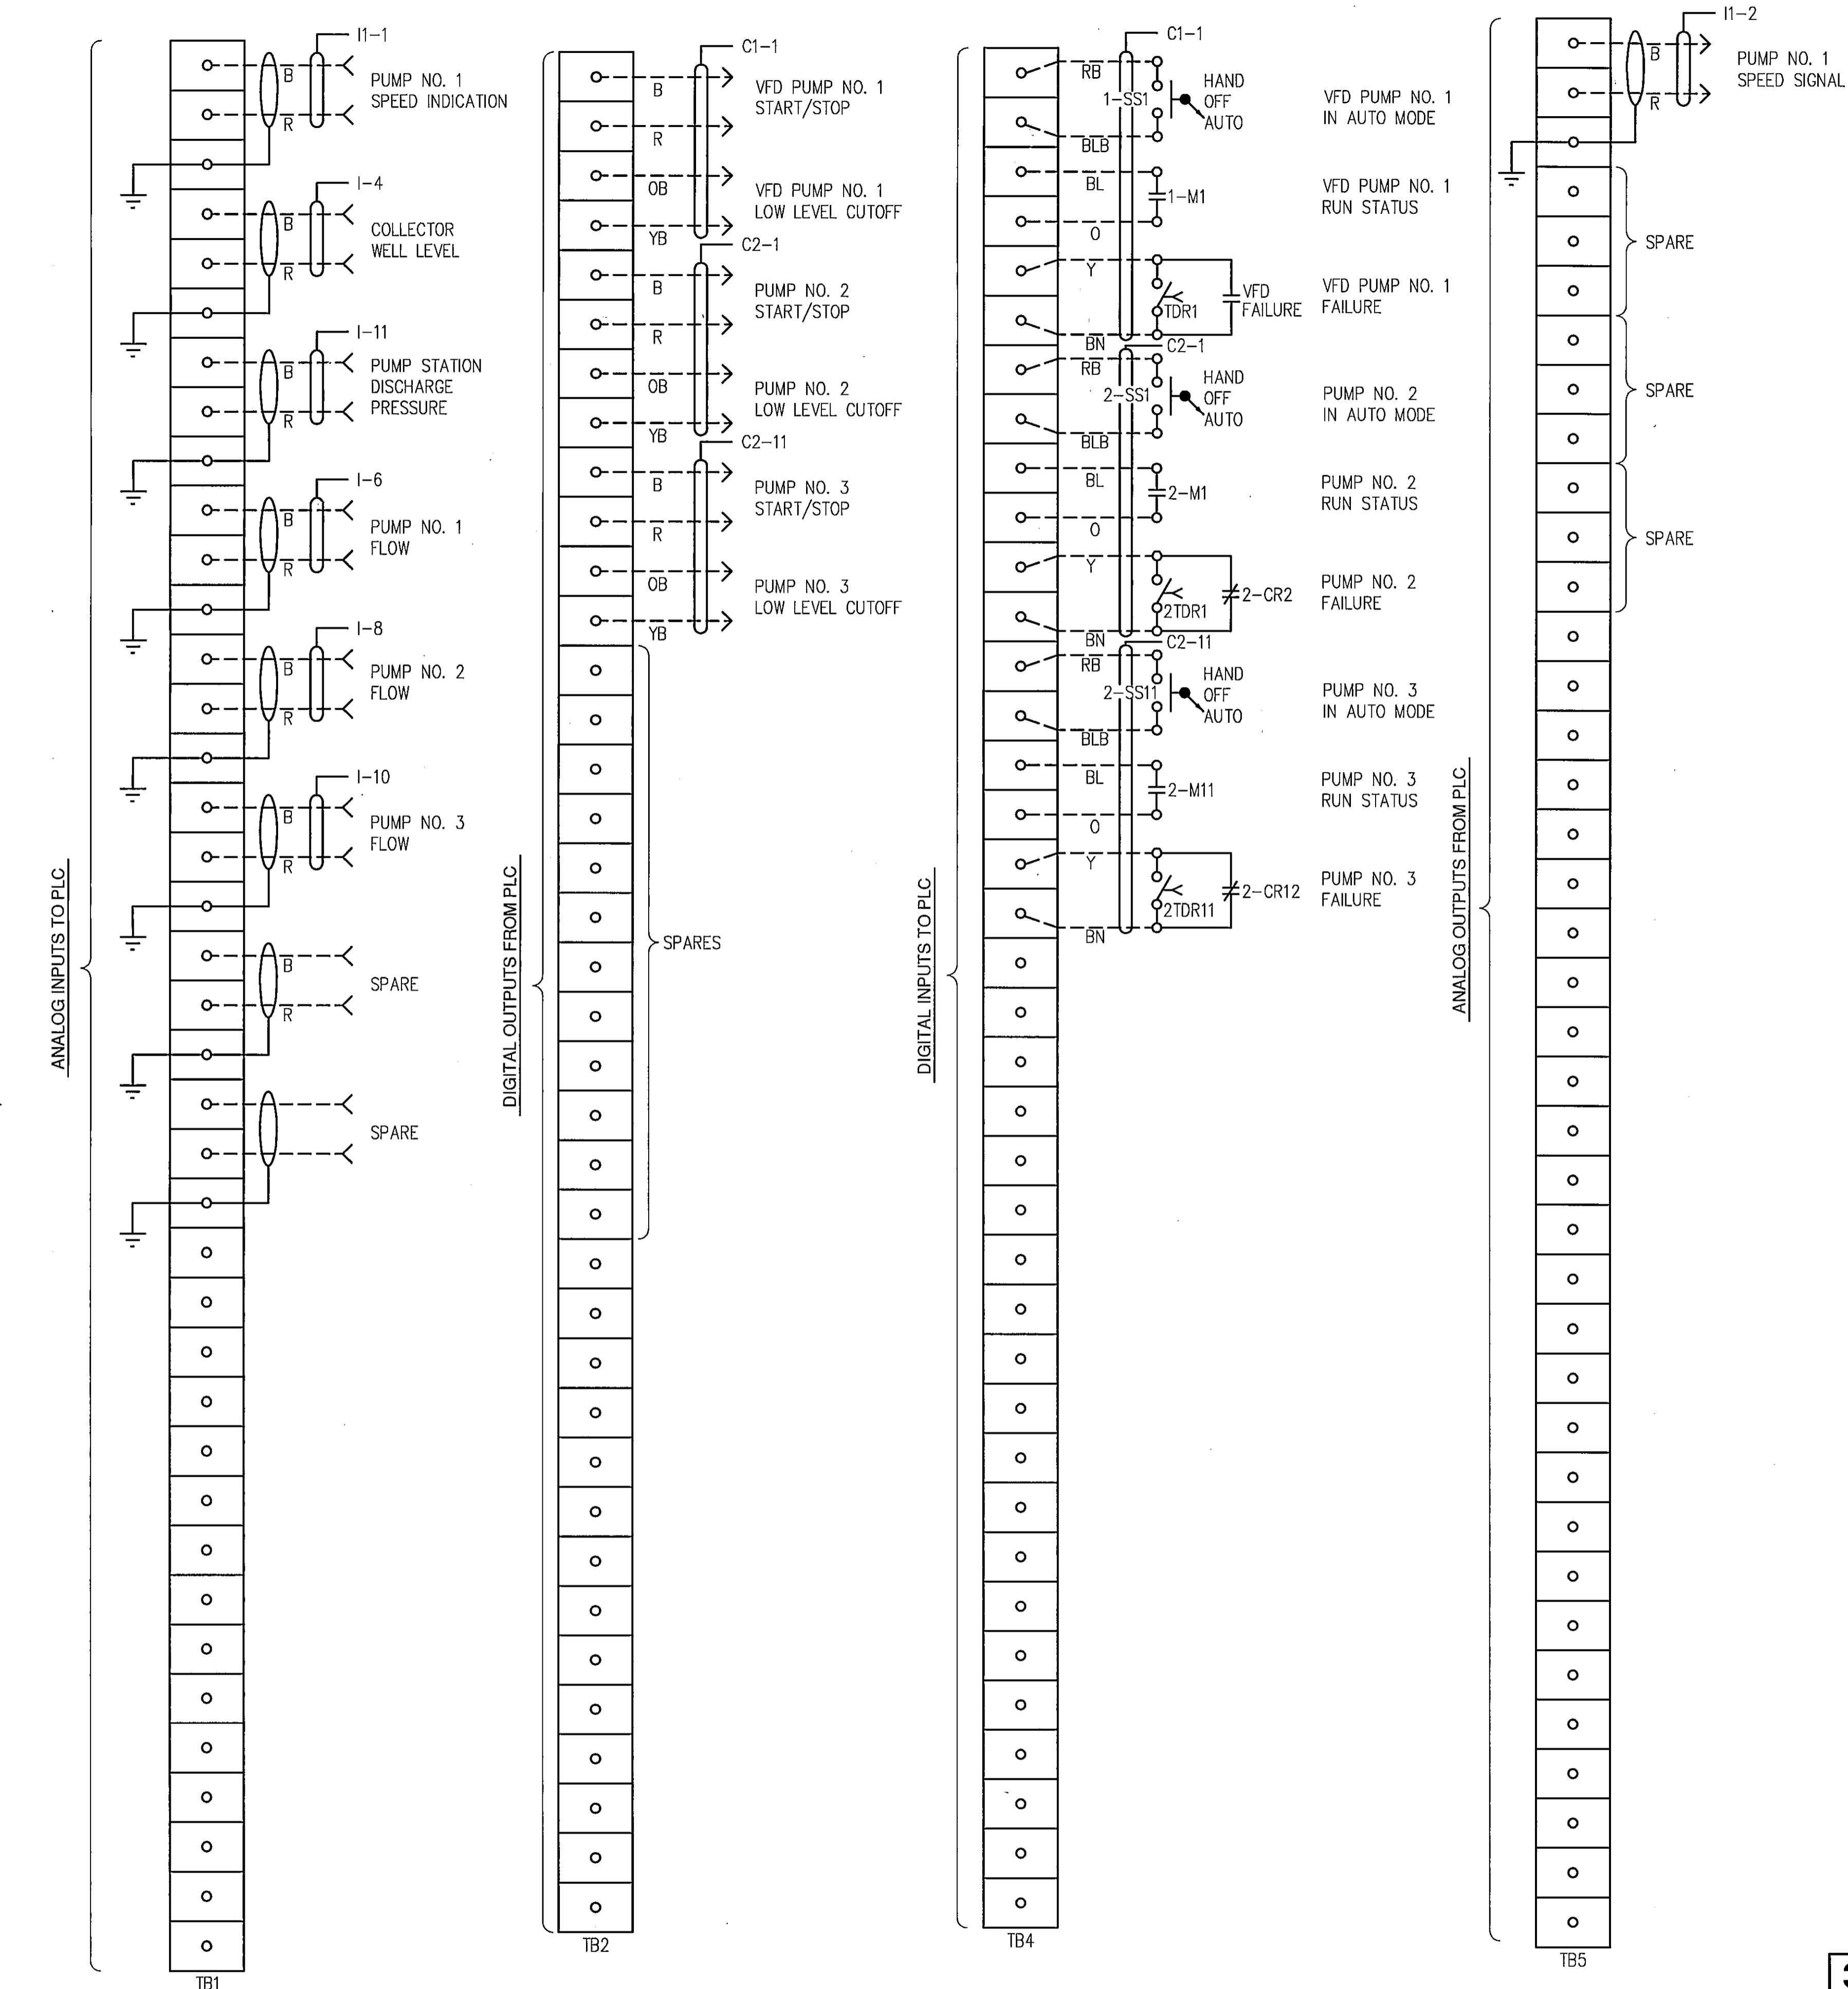 ANALOG INPUTS TO PLC
I1-1
B
PUMP NO. 1
SPEED INDICATION
R
I-4
B
COLLECTOR
WELL LEVEL
R
I-11
B
PUMP STATION
DISCHARGE
PRESSURE
R
I-6
B
PUMP NO. 1
FLOW
R
I-8
B
PUMP NO. 2
FLOW
R
I-10
B
PUMP NO. 3
FLOW
R
B
SPARE
R
SPARE
TB1
DIGITAL OUTPUTS FROM PLC
C1-1
B
VFD PUMP NO. 1
START/STOP
R
OB
VFD PUMP NO. 1
LOW LEVEL CUTOFF
YB
C2-1
B
PUMP NO. 2
START/STOP
R
OB
PUMP NO. 2
LOW LEVEL CUTOFF
YB
C2-11
B
PUMP NO. 3
START/STOP
R
OB
PUMP NO. 3
LOW LEVEL CUTOFF
YB
SPARES
TB2
DIGITAL INPUTS TO PLC
C1-1
RB
1-SS1
HAND
OFF
AUTO
VFD PUMP NO. 1
IN AUTO MODE
BLB
BL
1-M1
VFD PUMP NO. 1
RUN STATUS
O
Y
TDR1
VFD
FAILURE
VFD PUMP NO. 1
FAILURE
BN
C2-1
RB
2-SS1
HAND
OFF
AUTO
PUMP NO. 2
IN AUTO MODE
BLB
BL
2-M1
PUMP NO. 2
RUN STATUS
O
Y
2TDR1
2-CR2
PUMP NO. 2
FAILURE
BN
C2-11
RB
2-SS11
HAND
OFF
AUTO
PUMP NO. 3
IN AUTO MODE
BLB
BL
2-M11
PUMP NO. 3
RUN STATUS
O
Y
2TDR11
2-CR12
PUMP NO. 3
FAILURE
BN
TB4
ANALOG OUTPUTS FROM PLC
I1-2
B
PUMP NO. 1
SPEED SIGNAL
R
SPARE
SPARE
SPARE
TB5